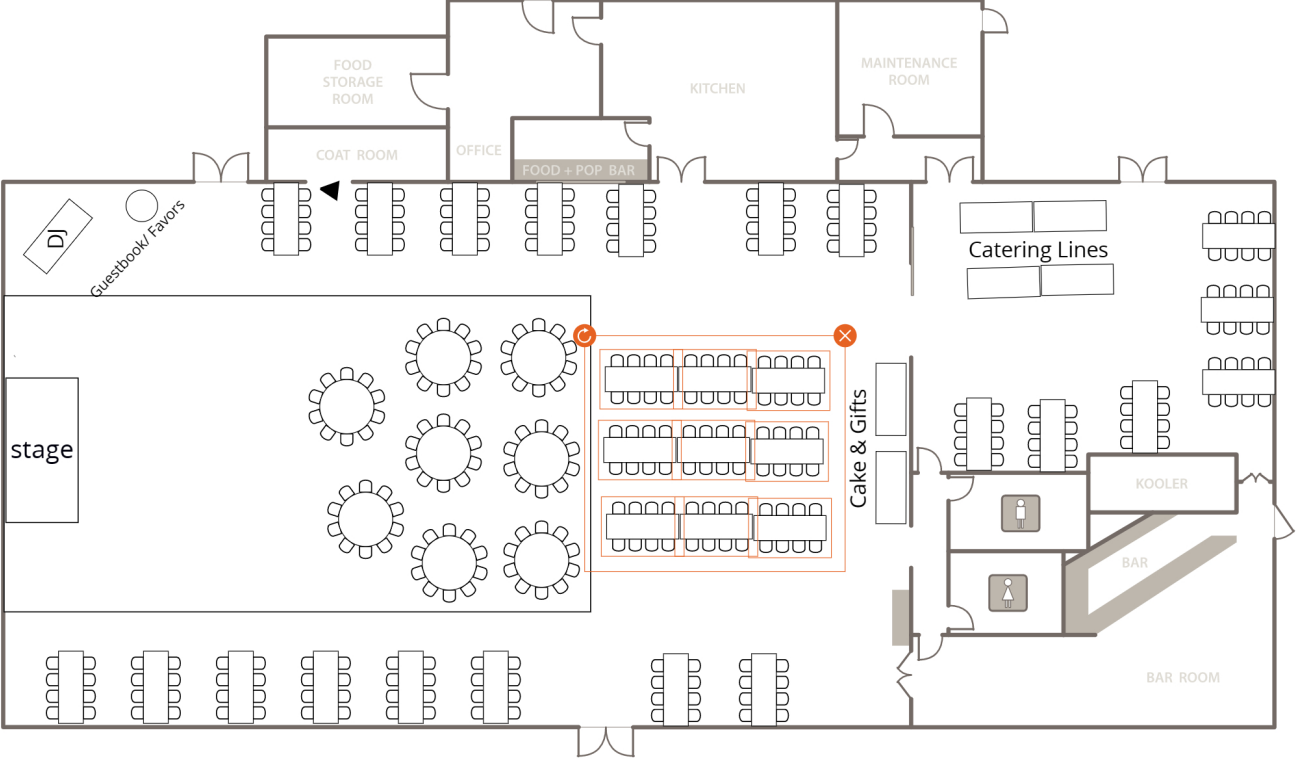 FOOD
STORAGE
ROOM
KITCHEN
MAINTENANCE
ROOM
COAT ROOM
OFFICE
FOOD + POP BAR
DJ
Guestbook/ Favors
Catering Lines
stage
Cake & Gifts
KOOLER
BAR
BAR ROOM